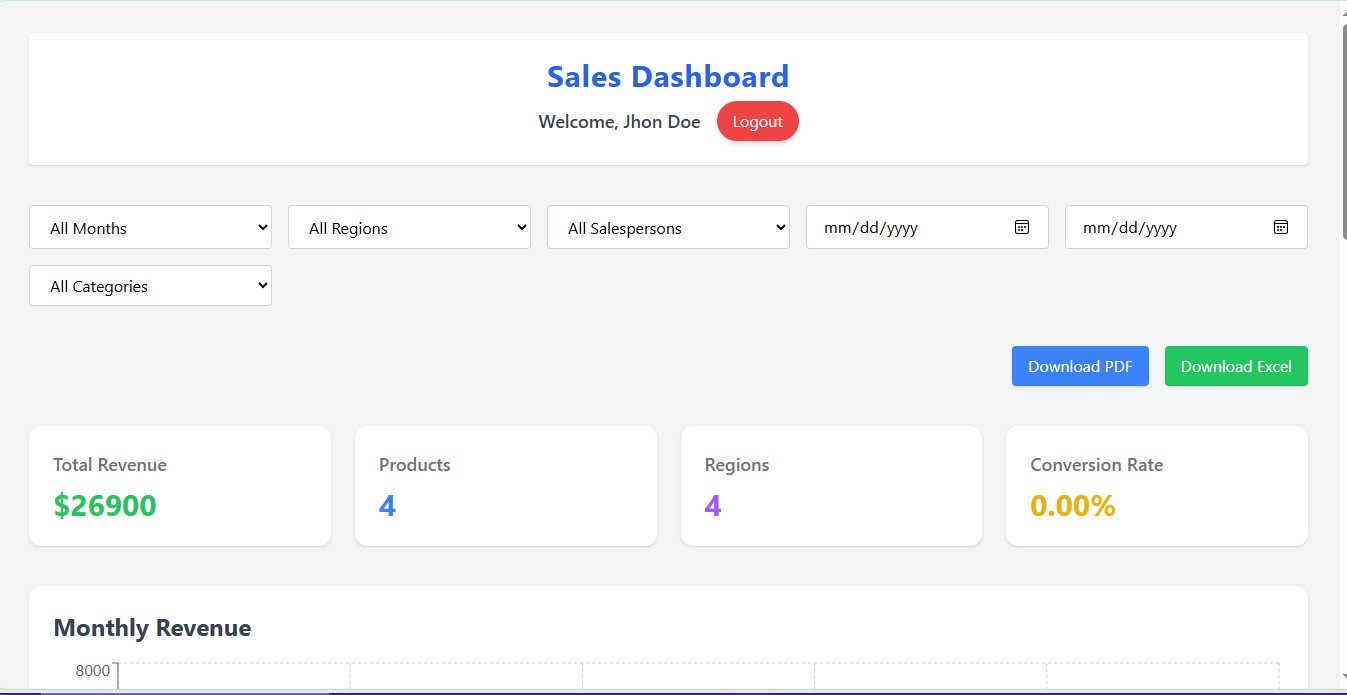 Sales Dashboard
Welcome, Jhon Doe Logout
All Months All Regions All Salespersons mm/dd/yyyy mm/dd/yyyy
All Categories
Download PDF Download Excel
Total Revenue Products Regions Conversion Rate
$26900 4 4 0.00%
Monthly Revenue
8000